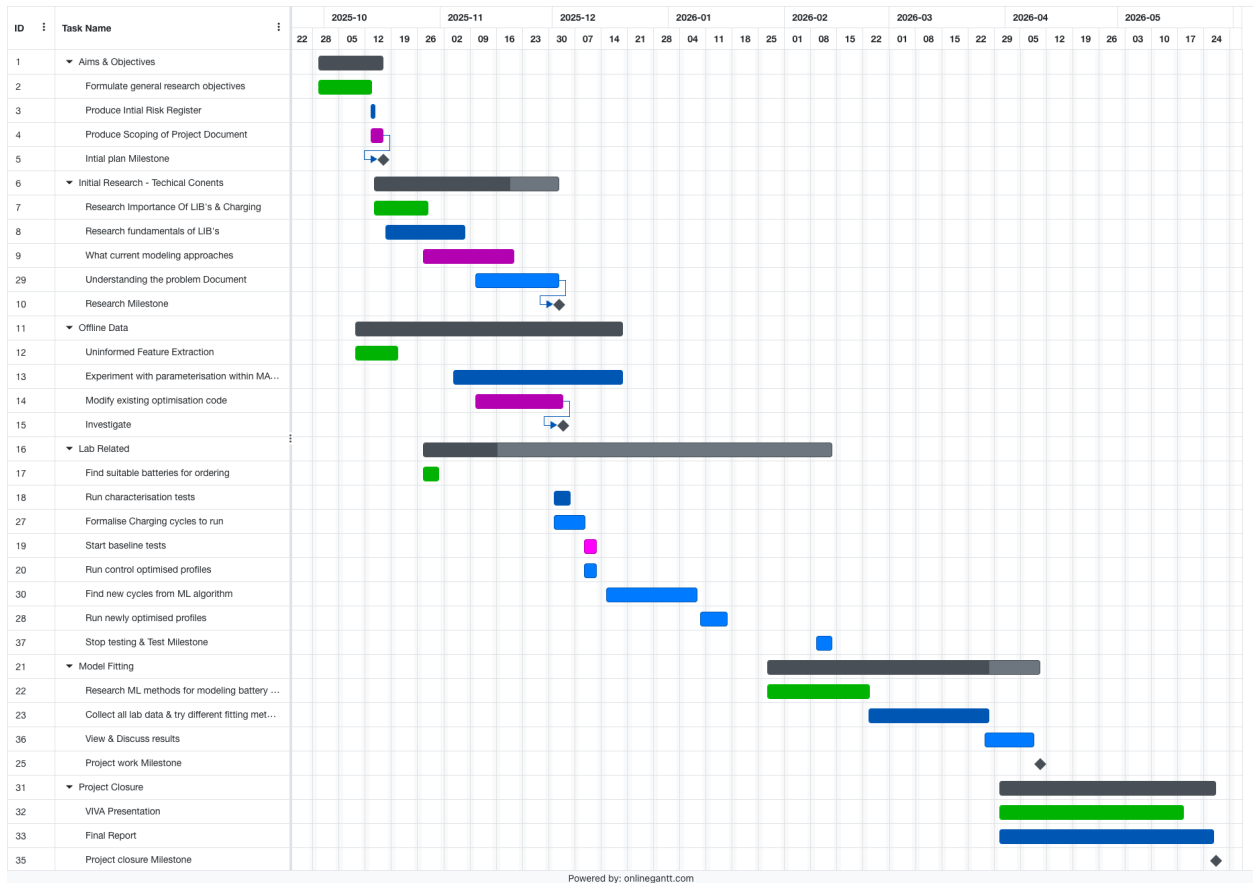 ID Task Name 2025-10 2025-11 2025-12 2026-01 2026-02 2026-03 2026-04 2026-05
22 28 05 12 19 26 02 09 16 23 30 07 14 21 28 04 11 18 25 01 08 15 22 01 08 15 22 29 05 12 19 26 03 10 17 24
1 Aims & Objectives
2 Formulate general research objectives
3 Produce Intial Risk Register
4 Produce Scoping of Project Document
5 Intial plan Milestone
6 Initial Research - Techical Conents
7 Research Importance Of LIB's & Charging
8 Research fundamentals of LIB's
9 What current modeling approaches
29 Understanding the problem Document
10 Research Milestone
11 Offline Data
12 Uninformed Feature Extraction
13 Experiment with parameterisation within MA...
14 Modify existing optimisation code
15 Investigate
16 Lab Related
17 Find suitable batteries for ordering
18 Run characterisation tests
27 Formalise Charging cycles to run
19 Start baseline tests
20 Run control optimised profiles
30 Find new cycles from ML algorithm
28 Run newly optimised profiles
37 Stop testing & Test Milestone
21 Model Fitting
22 Research ML methods for modeling battery ...
23 Collect all lab data & try different fitting met...
36 View & Discuss results
25 Project work Milestone
31 Project Closure
32 VIVA Presentation
33 Final Report
35 Project closure Milestone
Powered by: onlinegantt.com